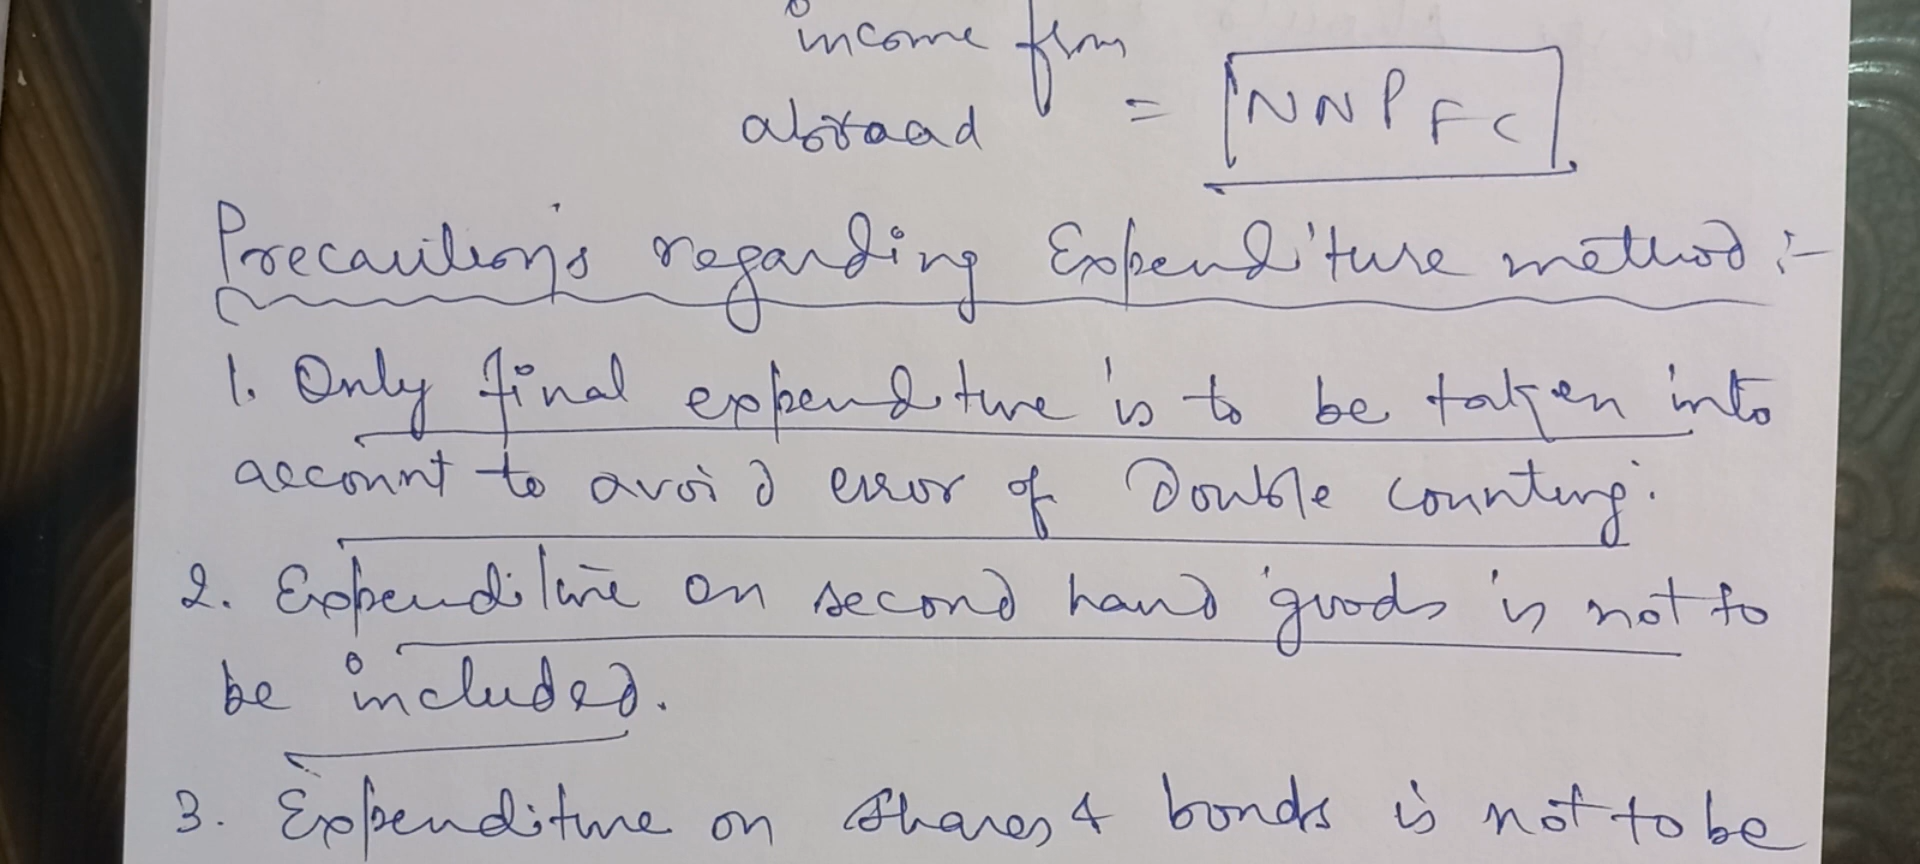 income from
abroad = NNP FC
Precautions regarding Expenditure method :-
1. Only final expenditure is to be taken into
account to avoid error of Double counting.
2. Expenditure on second hand goods is not to
be included.
3. Expenditure on shares & bonds is not to be